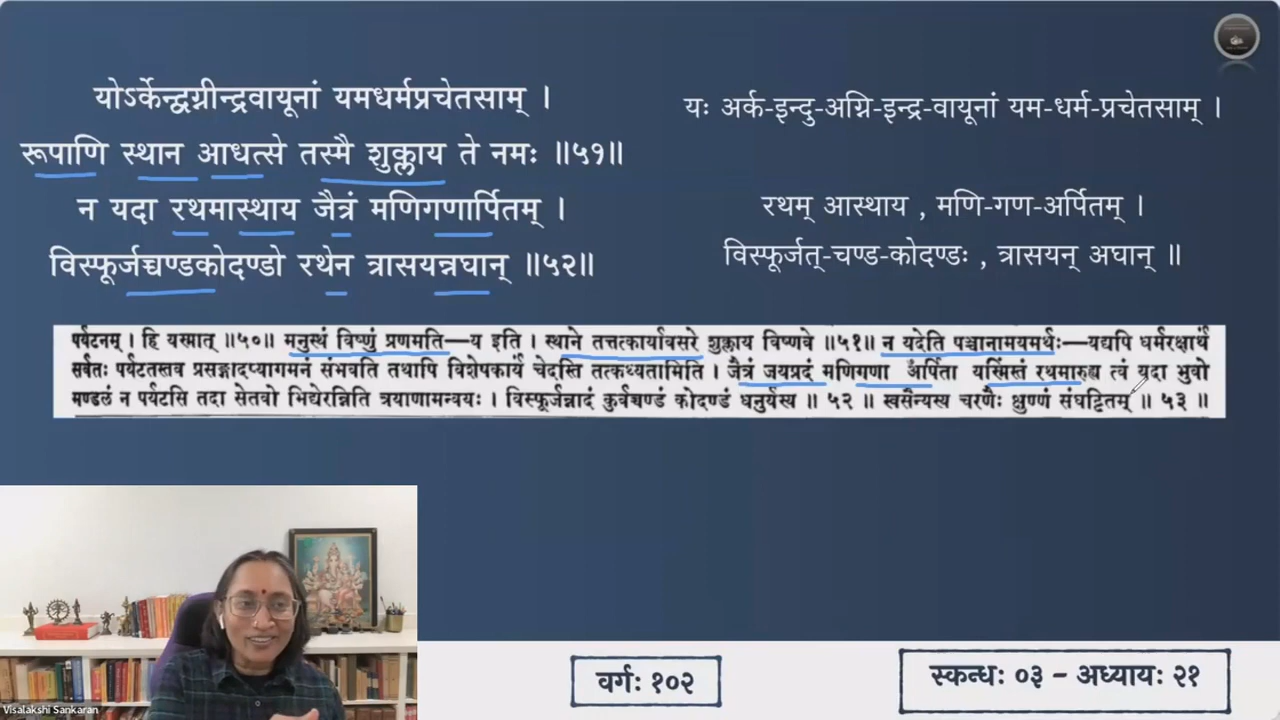 योऽर्केन्द्वग्नीन्द्रवायूनां यमधर्मप्रचेतसाम् ।
रूपाणि स्थान आधत्से तस्मै शुक्लाय ते नमः ॥५१॥
न यदा रथमास्थाय जैत्रं मणिगणार्पितम् ।
विस्फूर्जच्चण्डकोदण्डो रथेन त्रासयन्नघान् ॥५२॥
यः अर्क-इन्दु-अग्नि-इन्द्र-वायूनां यम-धर्म-प्रचेतसाम् ।
रथम् आस्थाय , मणि-गण-अर्पितम् ।
विस्फूर्जत्-चण्ड-कोदण्डः , त्रासयन् अघान् ॥
पर्यटनम् । हि यस्मात् ॥५०॥ मनुस्थं विष्णुं प्रणमति—य इति । स्थाने तत्तत्कार्यावसरे शुक्लाय विष्णवे ॥५१॥ न यदेति पञ्चानामयमर्थः—यद्यपि धर्मरक्षार्थं
सर्वतः पर्यटतस्तव प्रसङ्गादप्यागमनं संभवति तथापि विशेषकार्यं चेदस्ति तत्कथ्यतामिति । जैत्रं जयप्रदं मणिगणा अर्पिता यस्मिंस्तं रथमारुह्य त्वं यदा भुवो
मण्डलं न पर्यटसि तदा सेतवो भिद्येरन्निति त्रयाणामन्वयः । विस्फूर्जन्नादं कुर्वच्चण्डं कोदण्डं धनुर्यस्य ॥ ५२ ॥ स्वसैन्यस्य चरणैः क्षुण्णं संघट्टितम् ॥ ५३ ॥
Visalakshi Sankaran
वर्गः १०२
स्कन्धः ०३ - अध्यायः २१